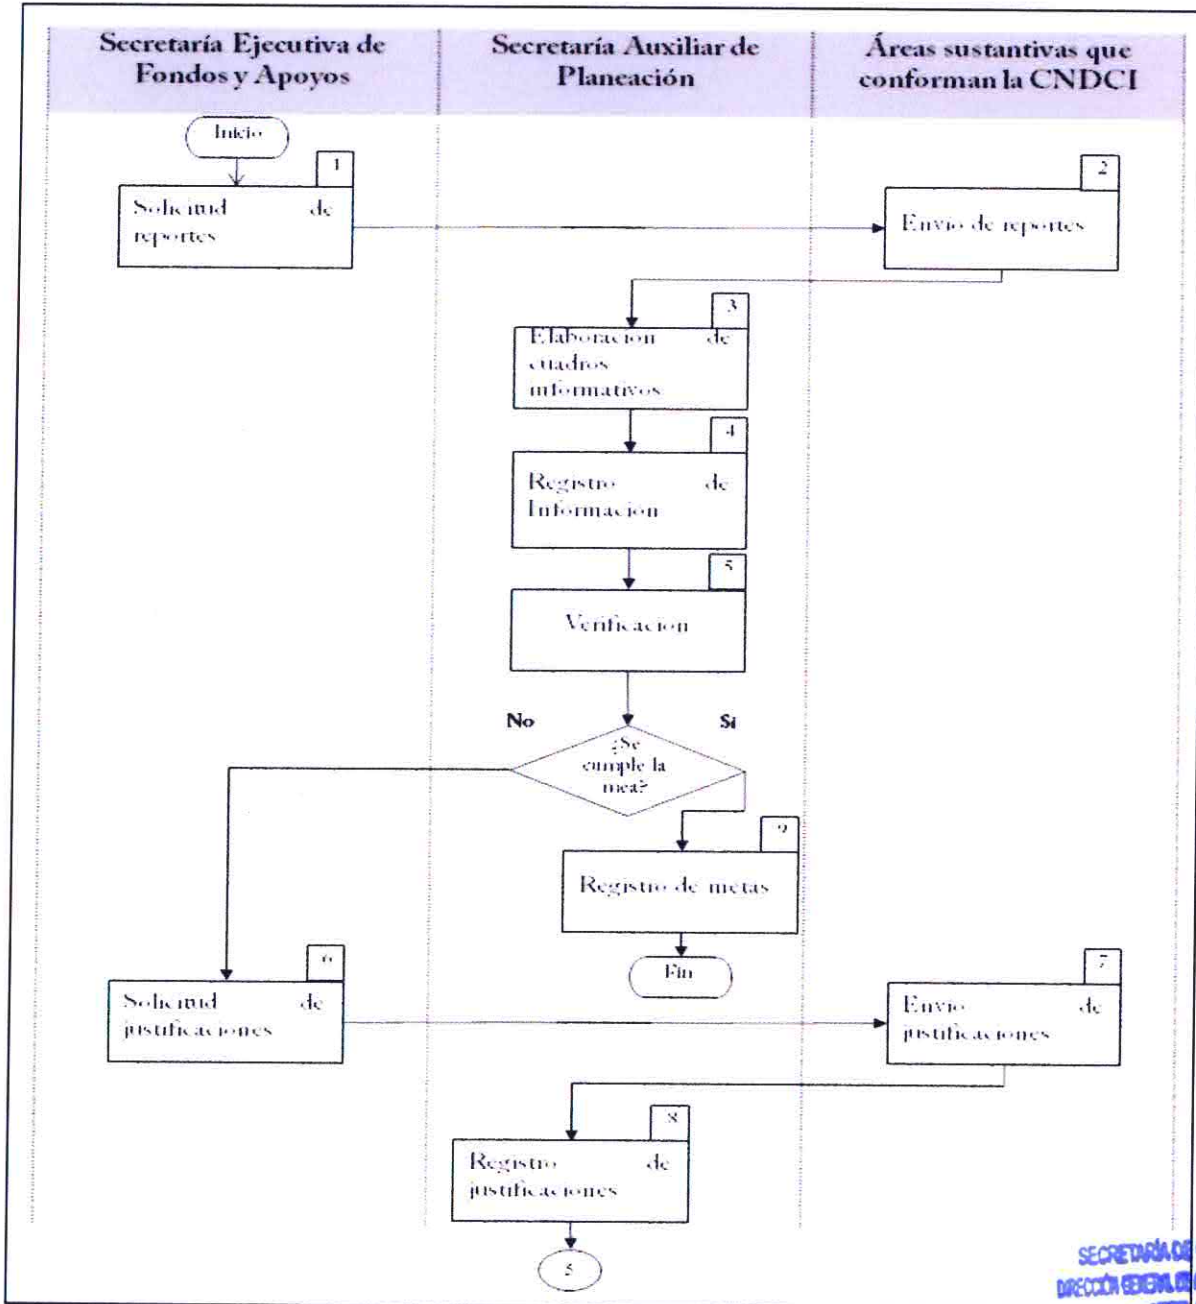 Secretaría Ejecutiva de
Fondos y Apoyos
Secretaría Auxiliar de
Planeación
Áreas sustantivas que
conforman la CNDCI
Inicio
1
Solicitud de
reportes
2
Envío de reportes
3
Elaboración de
cuadros
informativos
4
Registro de
Información
5
Verificación
No
Sí
¿Se
cumple la
mea?
9
Registro de metas
Fin
6
Solicitud de
justificaciones
7
Envío de
justificaciones
8
Registro de
justificaciones
5
SECRETARÍA DE
DIRECCIÓN GENERAL DE